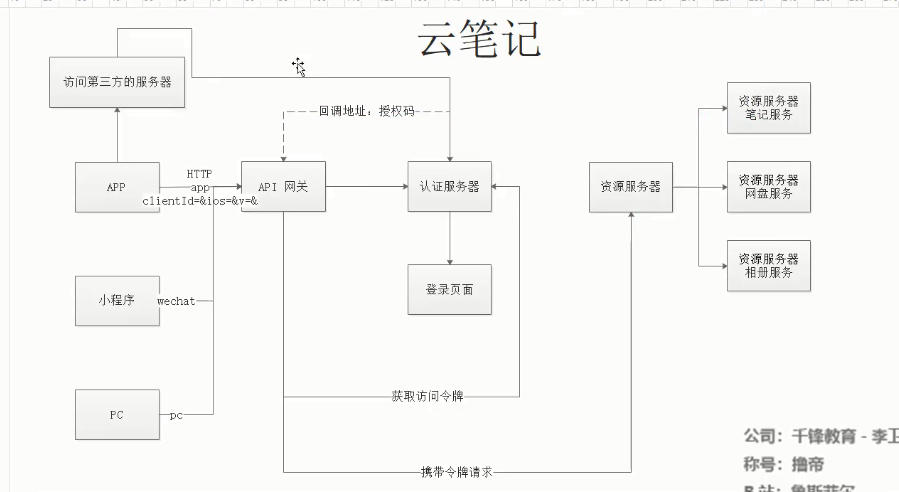 云笔记
访问第三方的服务器
回调地址：授权码
资源服务器
笔记服务
APP
HTTP
app
clientId=&ios=&v=&
API 网关
认证服务器
资源服务器
资源服务器
网盘服务
资源服务器
相册服务
小程序
wechat
登录页面
获取访问令牌
PC
pc
携带令牌请求
公司：千锋教育 - 李卫
称号：撸帝